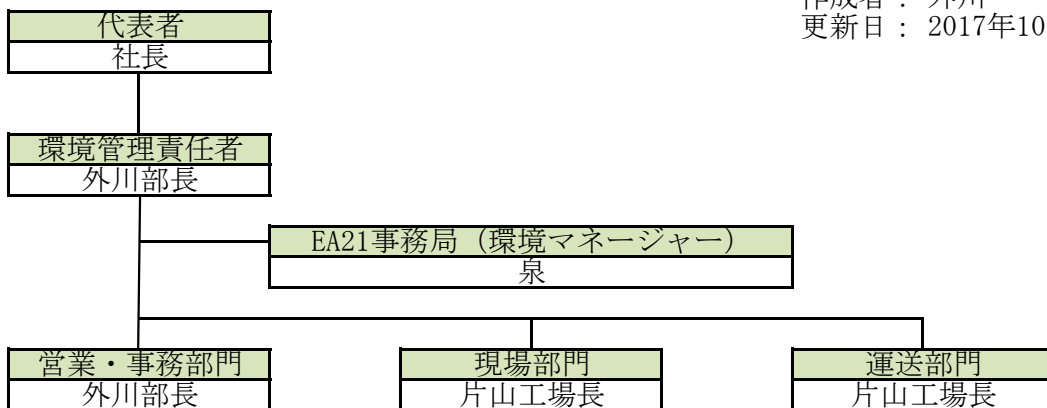 作成者： 外川
更新日： 2017年10
代表者
社長
環境管理責任者
外川部長
EA21事務局（環境マネージャー）
泉
営業・事務部門
現場部門
運送部門
外川部長
片山工場長
片山工場長